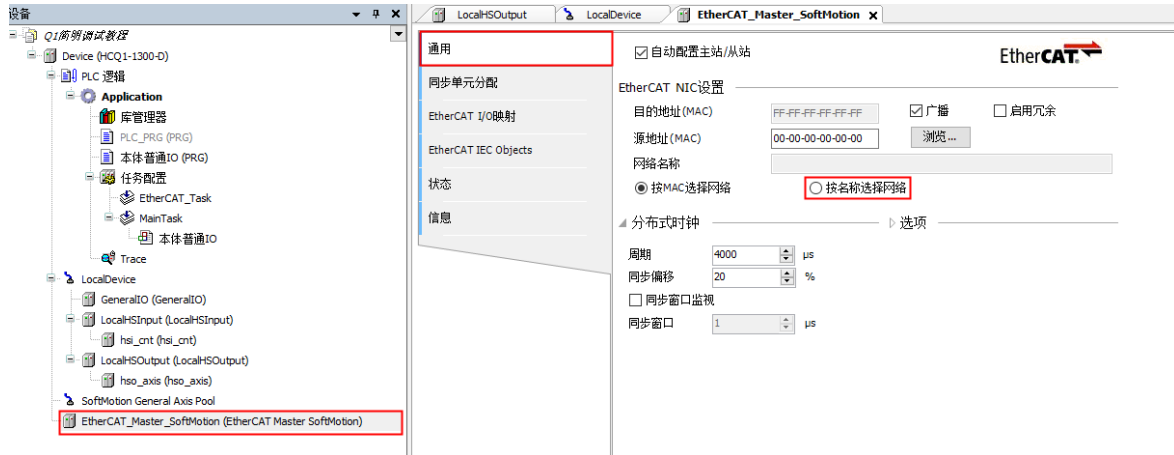 设备
Q1简明调试教程
Device (HCQ1-1300-D)
PLC 逻辑
Application
库管理器
PLC_PRG (PRG)
本体普通IO (PRG)
任务配置
EtherCAT_Task
MainTask
本体普通IO
Trace
LocalDevice
GeneralIO (GeneralIO)
LocalHSInput (LocalHSInput)
hsi_cnt (hsi_cnt)
LocalHSOutput (LocalHSOutput)
hso_axis (hso_axis)
SoftMotion General Axis Pool
EtherCAT_Master_SoftMotion (EtherCAT Master SoftMotion)
LocalHSOutput LocalDevice EtherCAT_Master_SoftMotion
通用
同步单元分配
EtherCAT I/O映射
EtherCAT IEC Objects
状态
信息
自动配置主站/从站 EtherCAT
EtherCAT NIC设置
目的地址(MAC) FF-FF-FF-FF-FF-FF 广播 启用冗余
源地址(MAC) 00-00-00-00-00-00 浏览...
网络名称
按MAC选择网络 按名称选择网络
分布式时钟 选项
周期 4000 μs
同步偏移 20 %
同步窗口监视
同步窗口 1 μs